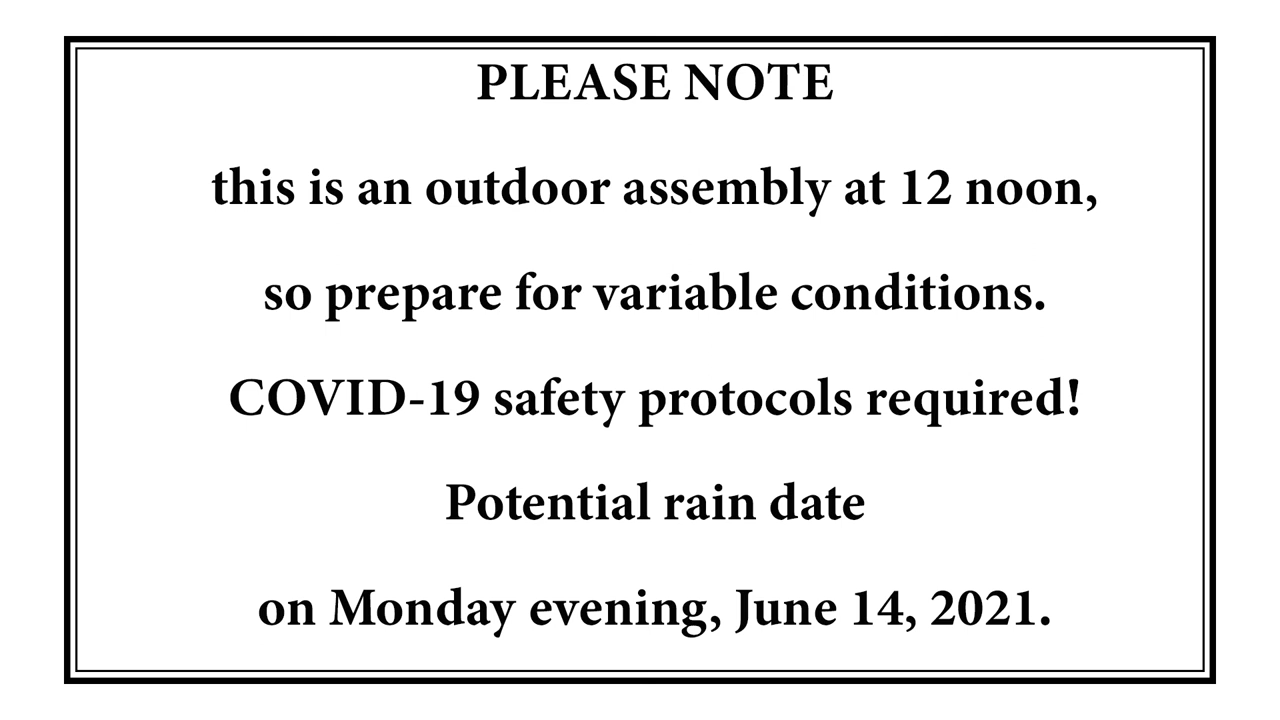 PLEASE NOTE
this is an outdoor assembly at 12 noon,
so prepare for variable conditions.
COVID-19 safety protocols required!
Potential rain date
on Monday evening, June 14, 2021.